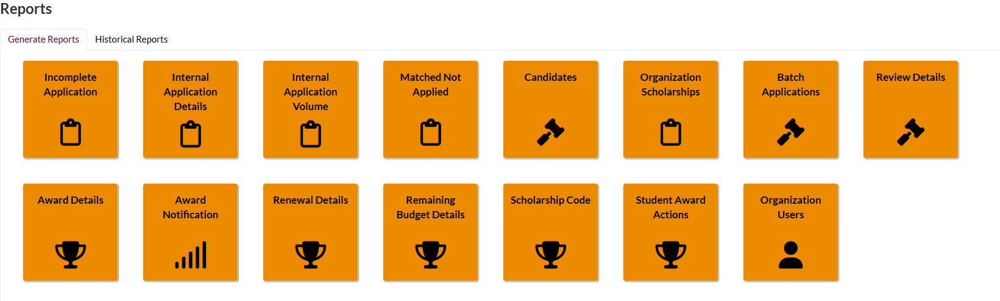 Reports
Generate Reports
Historical Reports
Incomplete
Application
Internal
Application
Details
Internal
Application
Volume
Matched Not
Applied
Candidates
Organization
Scholarships
Batch
Applications
Review Details
Award Details
Award
Notification
Renewal Details
Remaining
Budget Details
Scholarship Code
Student Award
Actions
Organization
Users